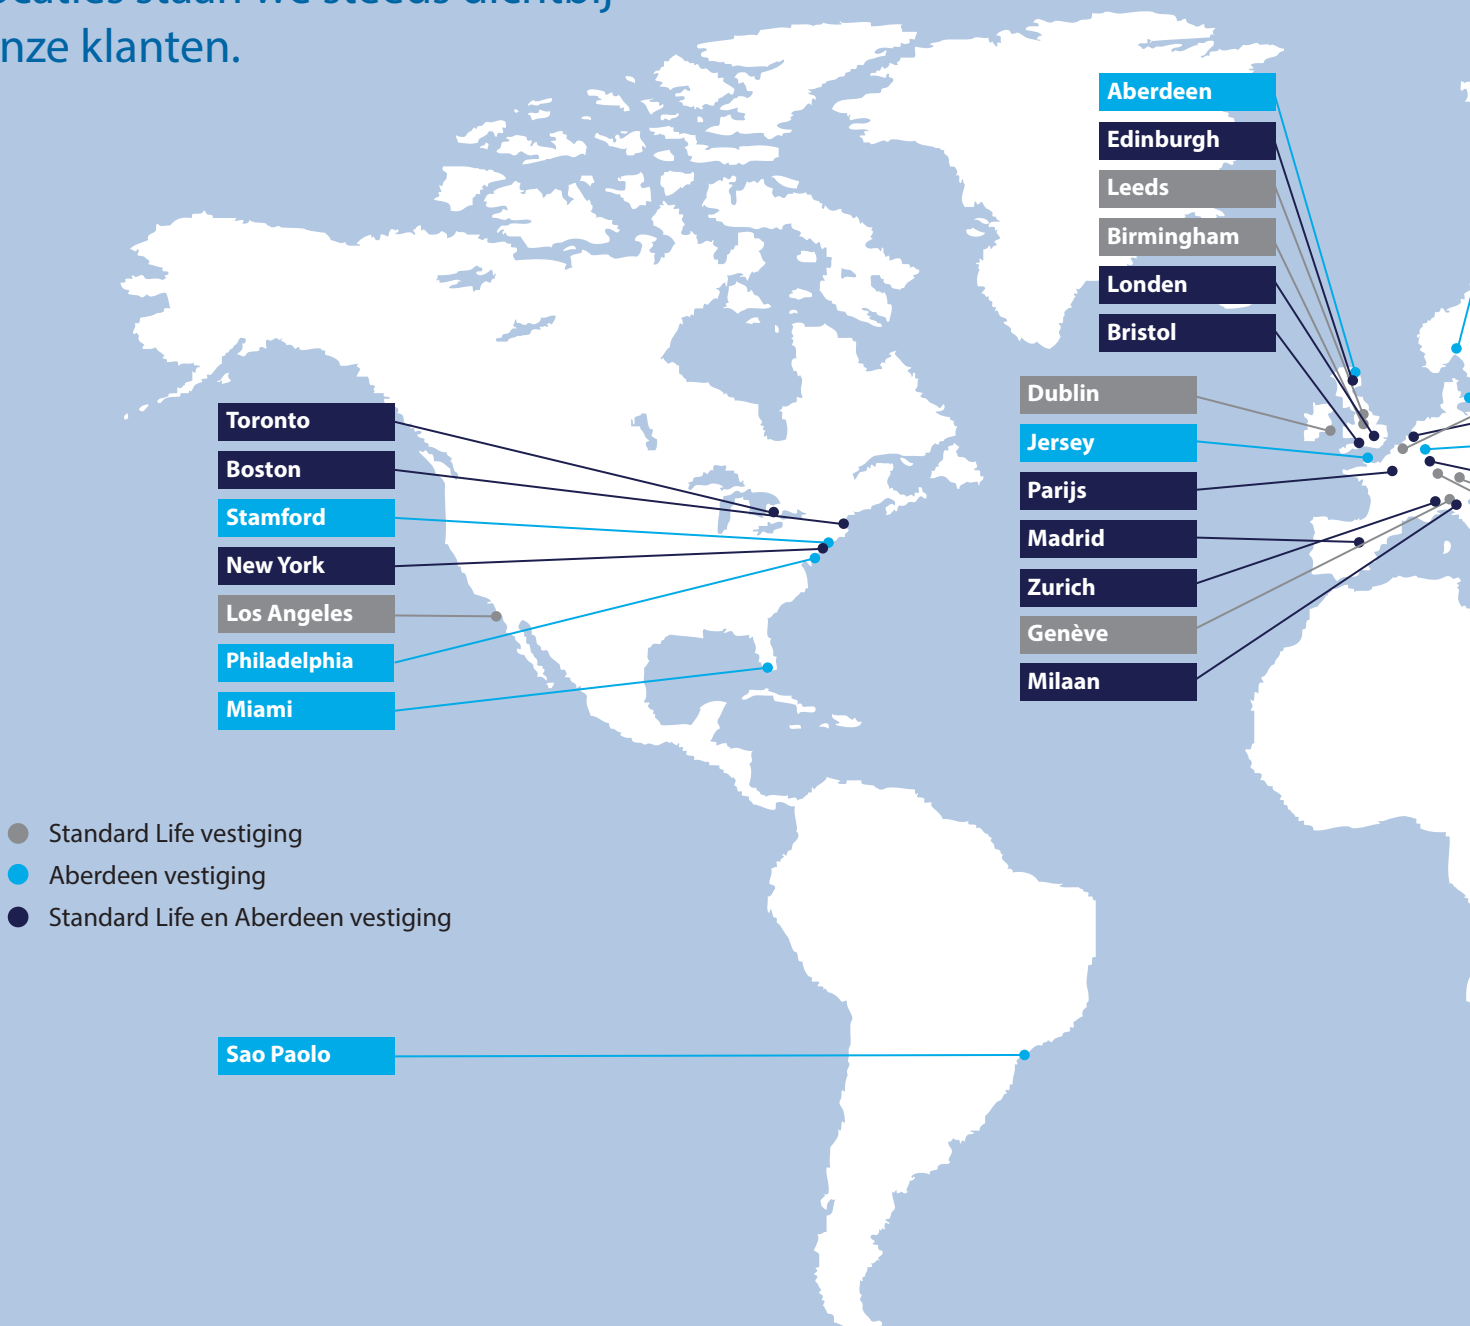 nze klanten.
Aberdeen
Edinburgh
Leeds
Birmingham
Londen
Bristol
Dublin
Jersey
Parijs
Madrid
Zurich
Genève
Milaan
Toronto
Boston
Stamford
New York
Los Angeles
Philadelphia
Miami
Standard Life vestiging
Aberdeen vestiging
Standard Life en Aberdeen vestiging
Sao Paolo